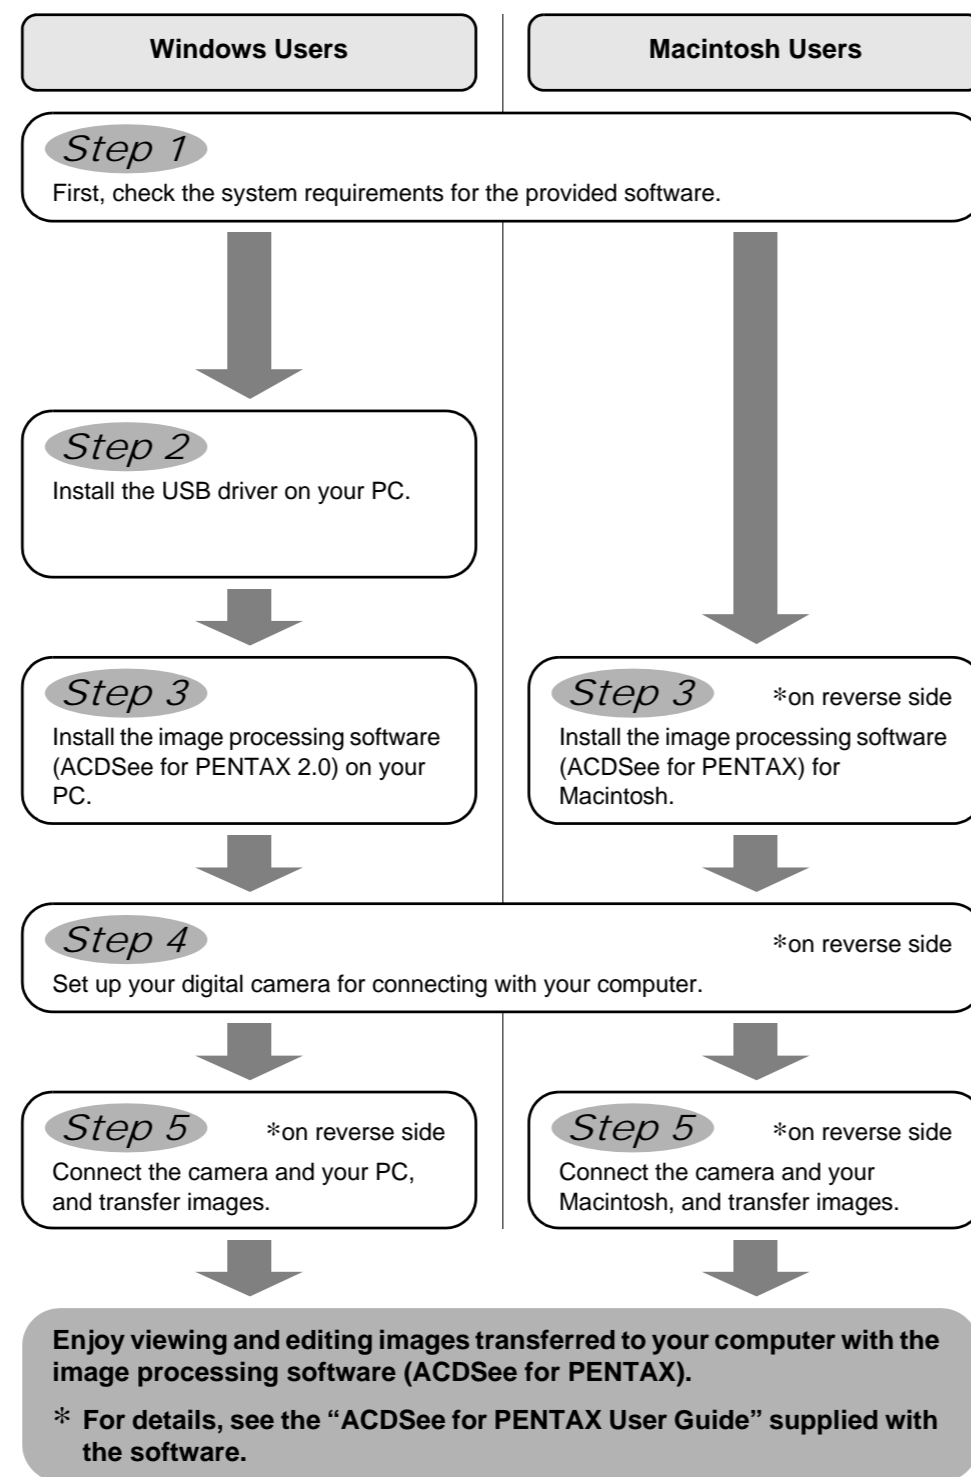 Windows Users
Macintosh Users
Step 1
First, check the system requirements for the provided software.
Step 2
Install the USB driver on your PC.
Step 3
Install the image processing software
(ACDSee for PENTAX 2.0) on your
PC.
Step 3
*on reverse side
Install the image processing software
(ACDSee for PENTAX) for
Macintosh.
Step 4
*on reverse side
Set up your digital camera for connecting with your computer.
Step 5
*on reverse side
Connect the camera and your PC,
and transfer images.
Step 5
*on reverse side
Connect the camera and your
Macintosh, and transfer images.
Enjoy viewing and editing images transferred to your computer with the
image processing software (ACDSee for PENTAX).
* For details, see the “ACDSee for PENTAX User Guide” supplied with
the software.